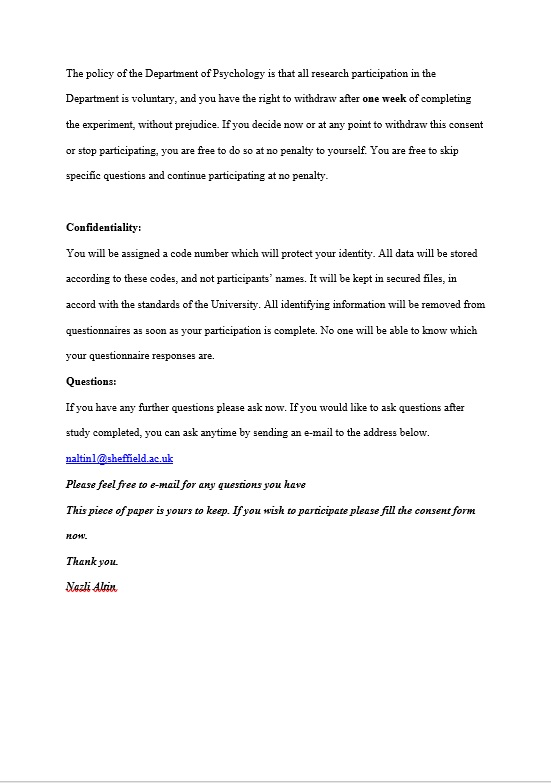 The policy of the Department of Psychology is that all research participation in the
Department is voluntary, and you have the right to withdraw after one week of completing
the experiment, without prejudice. If you decide now or at any point to withdraw this consent
or stop participating, you are free to do so at no penalty to yourself. You are free to skip
specific questions and continue participating at no penalty.
Confidentiality:
You will be assigned a code number which will protect your identity. All data will be stored
according to these codes, and not participants’ names. It will be kept in secured files, in
accord with the standards of the University. All identifying information will be removed from
questionnaires as soon as your participation is complete. No one will be able to know which
your questionnaire responses are.
Questions:
If you have any further questions please ask now. If you would like to ask questions after
study completed, you can ask anytime by sending an e-mail to the address below.
naltin1@sheffield.ac.uk
Please feel free to e-mail for any questions you have
This piece of paper is yours to keep. If you wish to participate please fill the consent form
now.
Thank you.
Nazli Altin